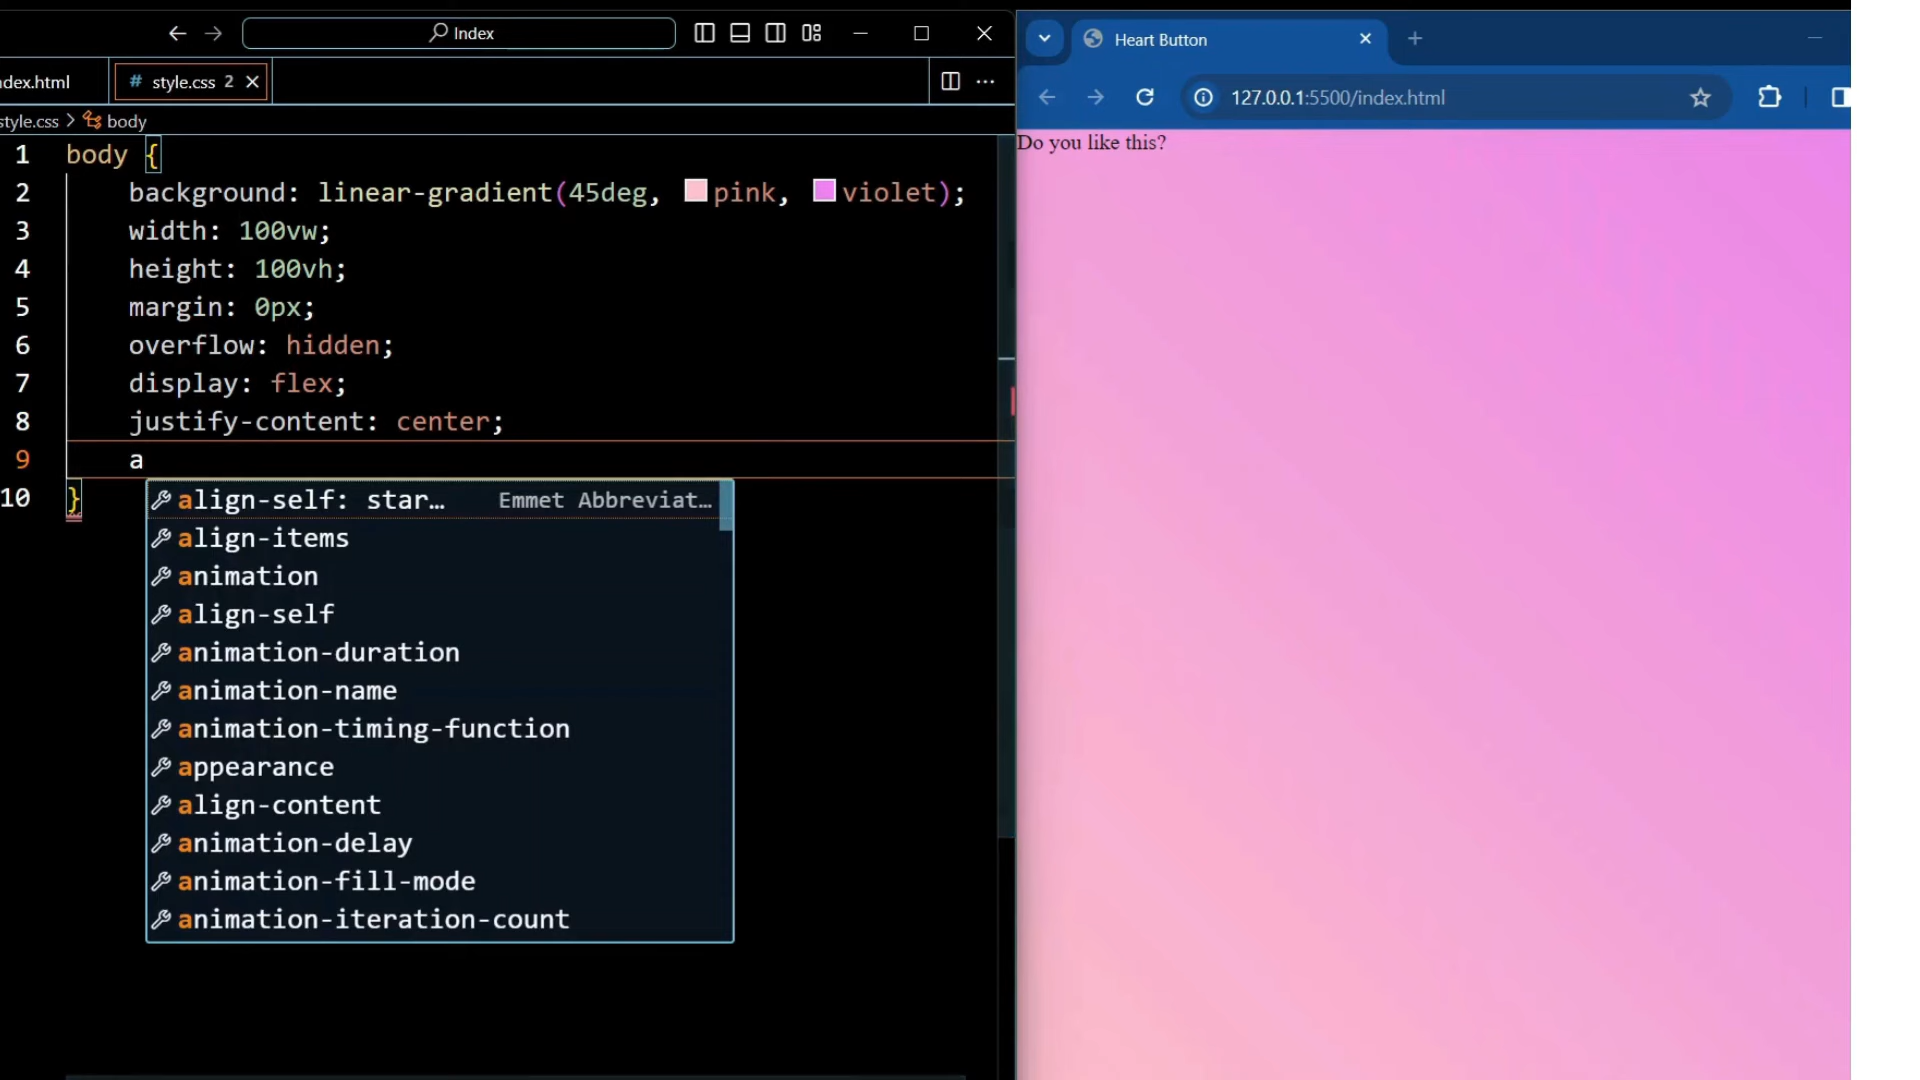 Index
ndex.html
# style.css 2
style.css > body
1 body {
2 background: linear-gradient(45deg, pink, violet);
3 width: 100vw;
4 height: 100vh;
5 margin: 0px;
6 overflow: hidden;
7 display: flex;
8 justify-content: center;
9 a
10 }
align-self: star… Emmet Abbreviat…
align-items
animation
align-self
animation-duration
animation-name
animation-timing-function
appearance
align-content
animation-delay
animation-fill-mode
animation-iteration-count
Heart Button
127.0.0.1:5500/index.html
Do you like this?